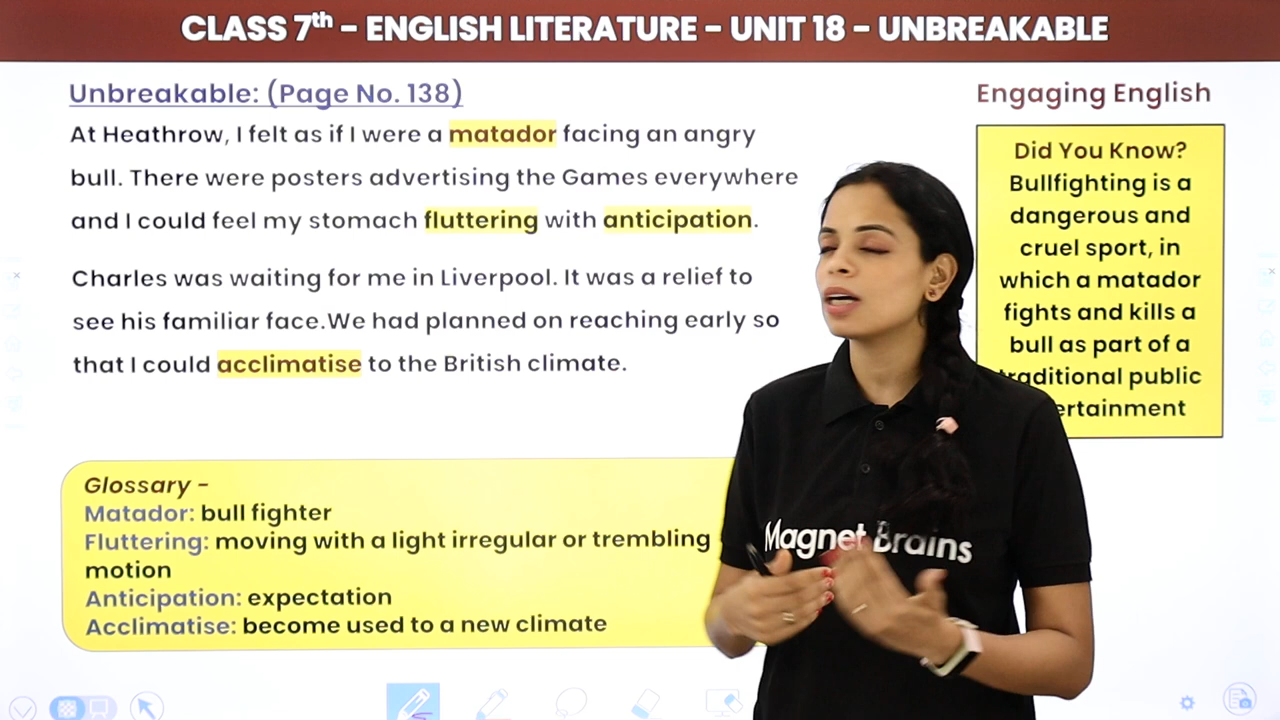 CLASS 7th – ENGLISH LITERATURE – UNIT 18 – UNBREAKABLE
Unbreakable: (Page No. 138)
At Heathrow, I felt as if I were a matador facing an angry
bull. There were posters advertising the Games everywhere
and I could feel my stomach fluttering with anticipation.
Charles was waiting for me in Liverpool. It was a relief to
see his familiar face.We had planned on reaching early so
that I could acclimatise to the British climate.
Glossary -
Matador: bull fighter
Fluttering: moving with a light irregular or trembling
motion
Anticipation: expectation
Acclimatise: become used to a new climate
Engaging English
Did You Know?
Bullfighting is a
dangerous and
cruel sport, in
which a matador
fights and kills a
bull as part of a
traditional public
ertainment
Magnet Brains